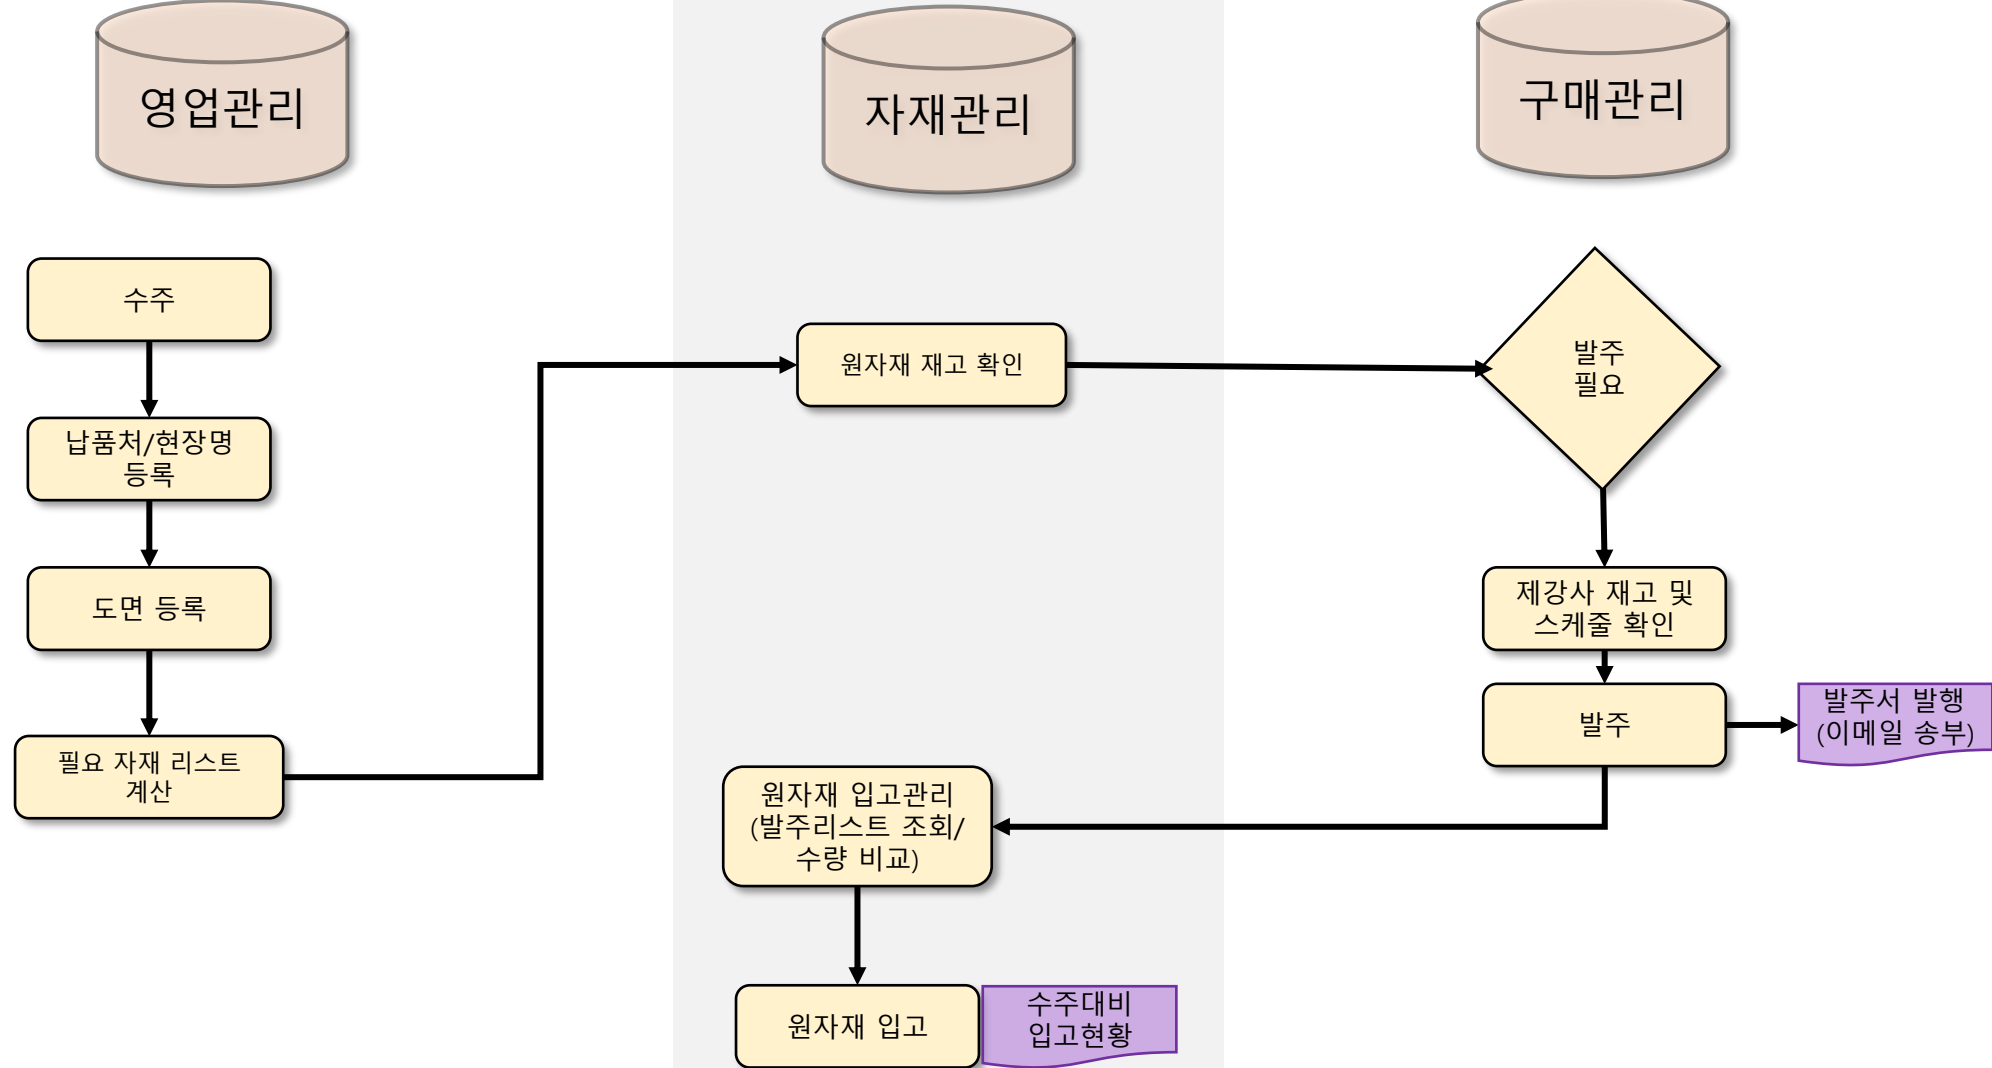 영업관리
자재관리
구매관리
수주
납품처/현장명
등록
도면 등록
필요 자재 리스트
계산
원자재 재고 확인
발주
필요
제강사 재고 및
스케줄 확인
발주
발주서 발행
(이메일 송부)
원자재 입고관리
(발주리스트 조회/
수량 비교)
원자재 입고
수주대비
입고현황